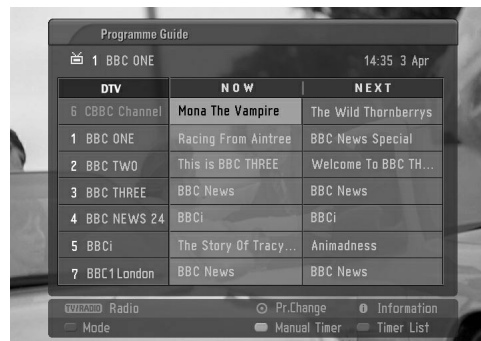 Programme Guide
1 BBC ONE 14:35 3 Apr
DTV NOW NEXT
6 CBBC Channel Mona The Vampire The Wild Thornberrys
1 BBC ONE Racing From Aintree BBC News Special
2 BBC TWO This is BBC THREE Welcome To BBC TH...
3 BBC THREE BBC News BBC News
4 BBC NEWS 24 BBCi BBCi
5 BBCi The Story Of Tracy... Animadness
7 BBC1 London BBC News BBC News
TV/RADIO Radio Pr.Change Information
Mode Manual Timer Timer List